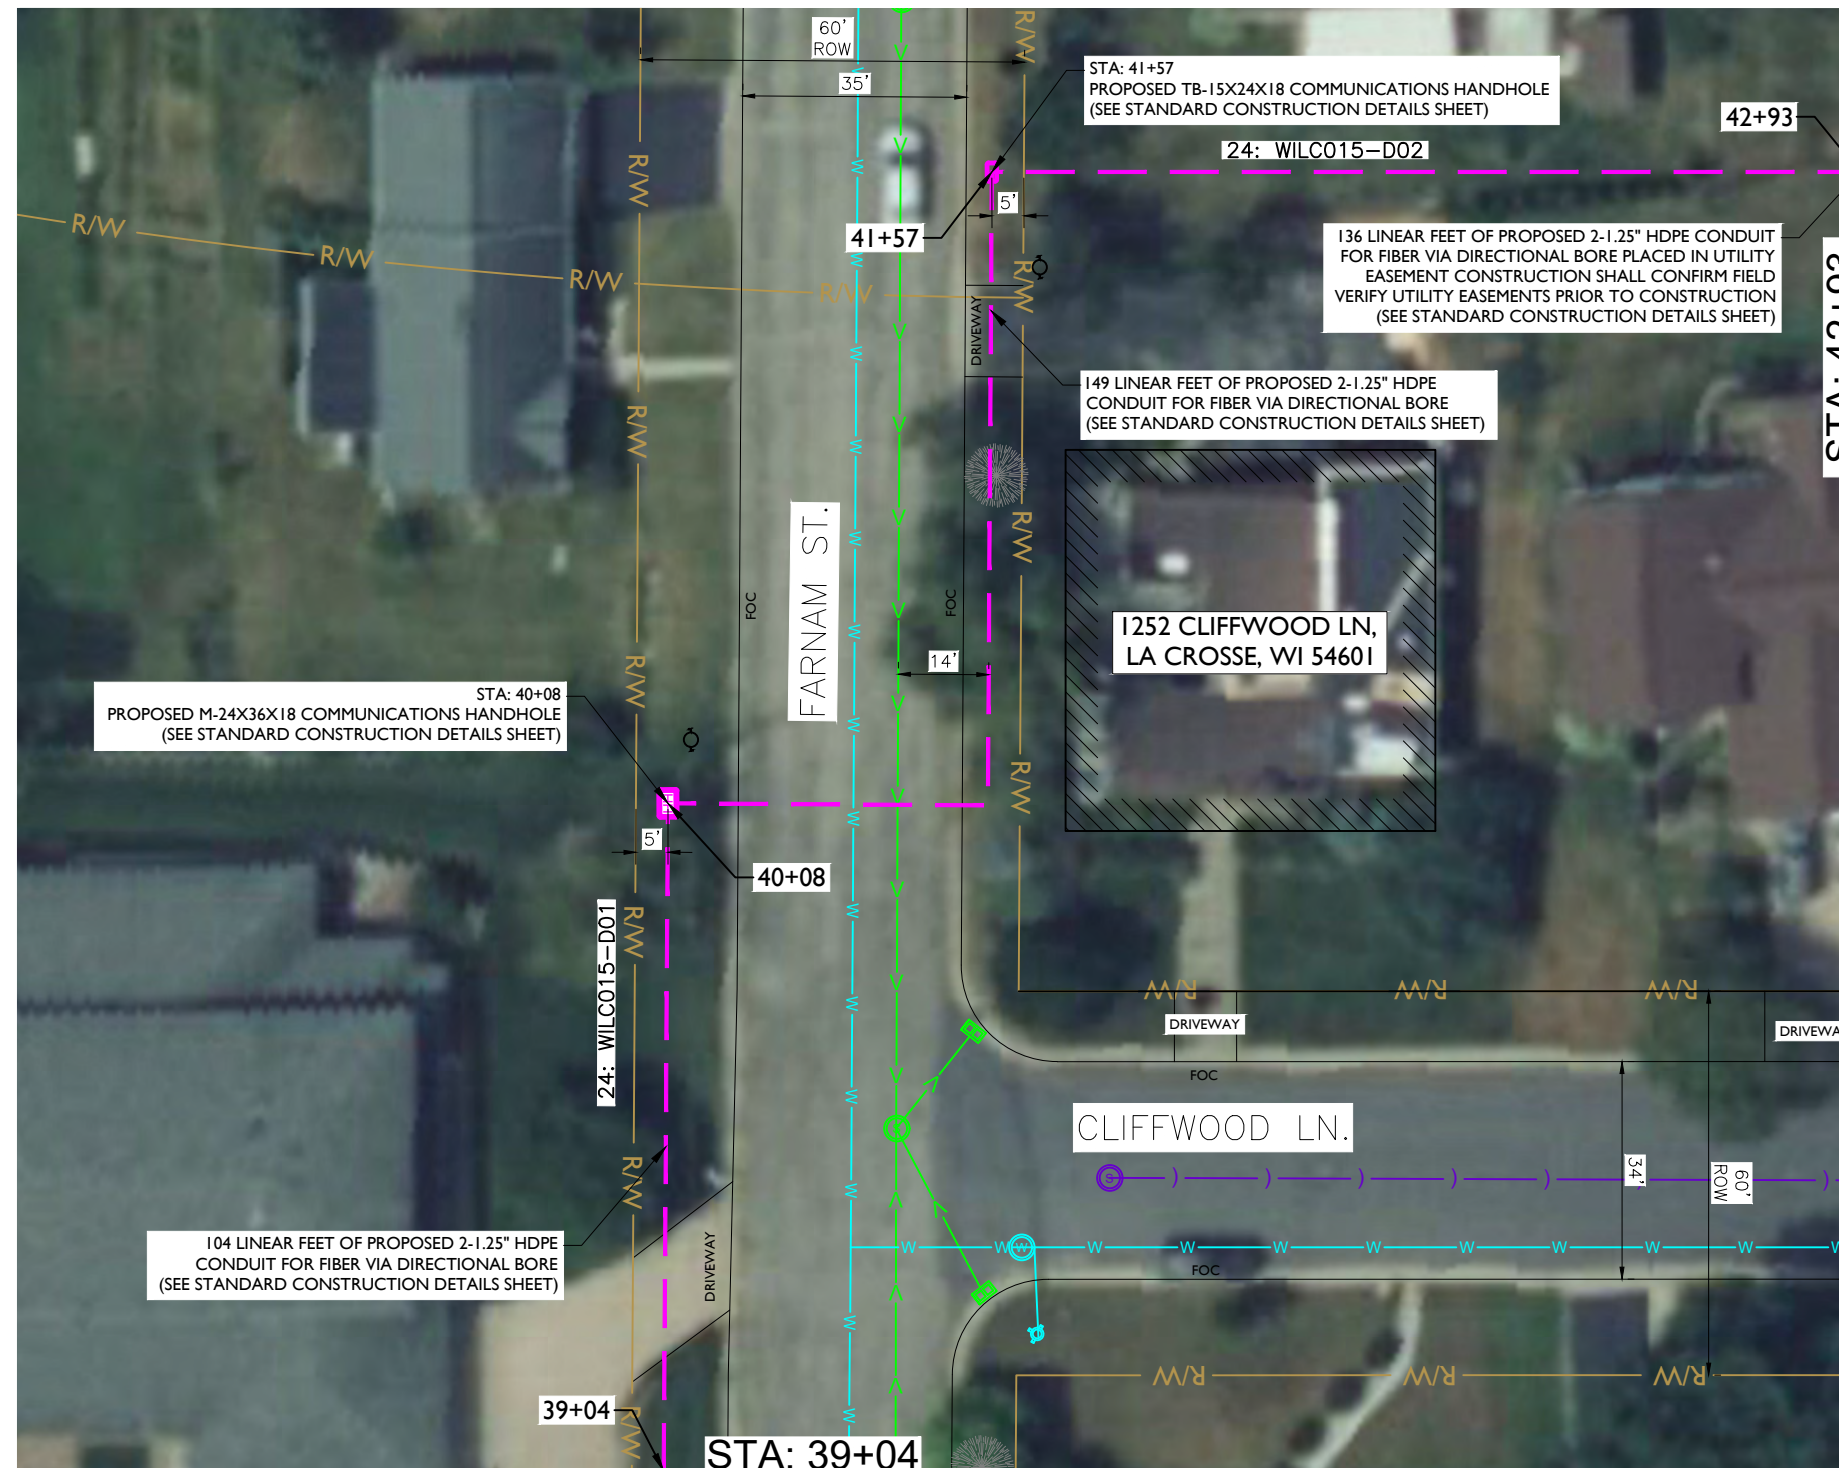 60'
ROW
35'
STA: 41+57
PROPOSED TB-15X24X18 COMMUNICATIONS HANDHOLE
(SEE STANDARD CONSTRUCTION DETAILS SHEET)
42+93
24: WILC015-D02
R/W
R/W
R/W
R/W
R/W
R/W
5'
41+57
R/W
136 LINEAR FEET OF PROPOSED 2-1.25" HDPE CONDUIT
FOR FIBER VIA DIRECTIONAL BORE PLACED IN UTILITY
EASEMENT CONSTRUCTION SHALL CONFIRM FIELD
VERIFY UTILITY EASEMENTS PRIOR TO CONSTRUCTION
(SEE STANDARD CONSTRUCTION DETAILS SHEET)
DRIVEWAY
149 LINEAR FEET OF PROPOSED 2-1.25" HDPE
CONDUIT FOR FIBER VIA DIRECTIONAL BORE
(SEE STANDARD CONSTRUCTION DETAILS SHEET)
R/W
R/W
FARNAM ST.
FOC
FOC
1252 CLIFFWOOD LN,
LA CROSSE, WI 54601
14'
R/W
STA: 40+08
PROPOSED M-24X36X18 COMMUNICATIONS HANDHOLE
(SEE STANDARD CONSTRUCTION DETAILS SHEET)
R/W
5'
40+08
24: WILC015-D01
R/W
R/W
R/W
R/W
DRIVEWAY
DRIVEWA
FOC
CLIFFWOOD LN.
34'
60'
ROW
R/W
S
W
W
W
W
W
W
W
W
W
W
W
FOC
104 LINEAR FEET OF PROPOSED 2-1.25" HDPE
CONDUIT FOR FIBER VIA DIRECTIONAL BORE
(SEE STANDARD CONSTRUCTION DETAILS SHEET)
DRIVEWAY
R/W
R/W
R/W
39+04
R/W
STA: 39+04